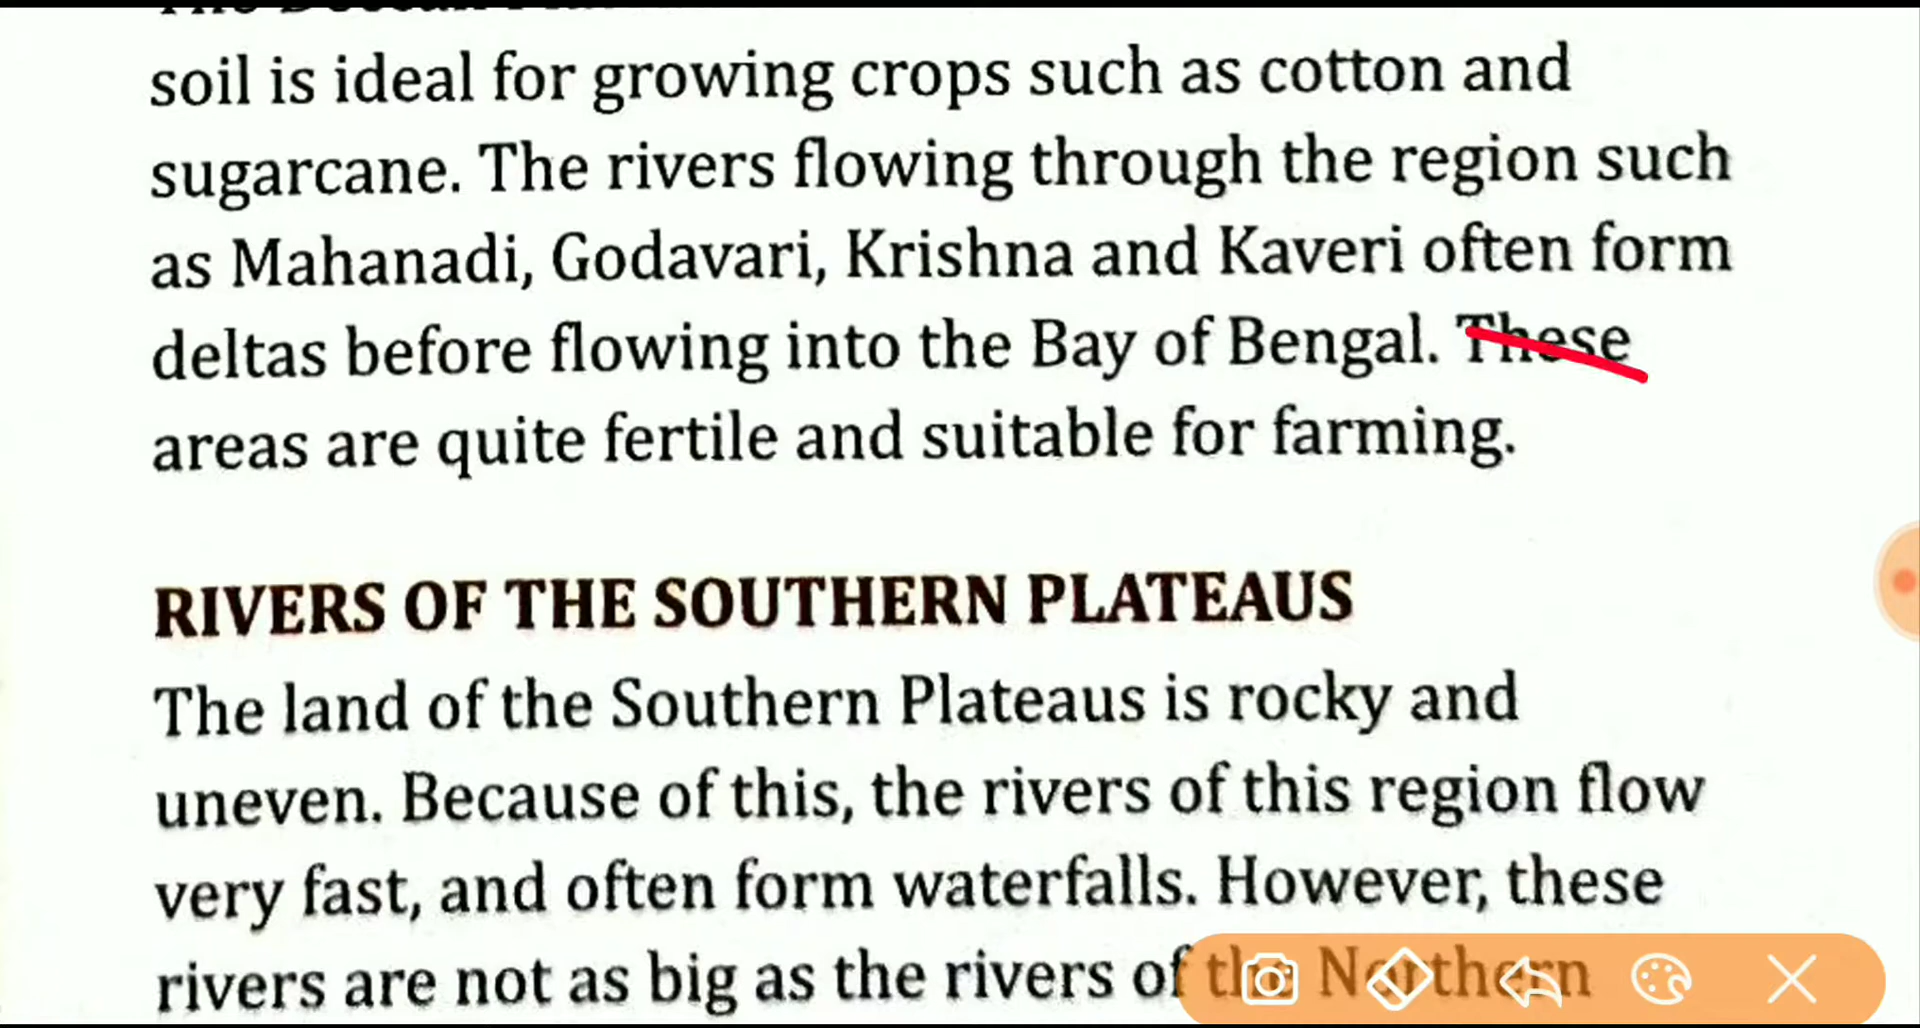 soil is ideal for growing crops such as cotton and
sugarcane. The rivers flowing through the region such
as Mahanadi, Godavari, Krishna and Kaveri often form
deltas before flowing into the Bay of Bengal. These
areas are quite fertile and suitable for farming.
RIVERS OF THE SOUTHERN PLATEAUS
The land of the Southern Plateaus is rocky and
uneven. Because of this, the rivers of this region flow
very fast, and often form waterfalls. However, these
rivers are not as big as the rivers of the Northern